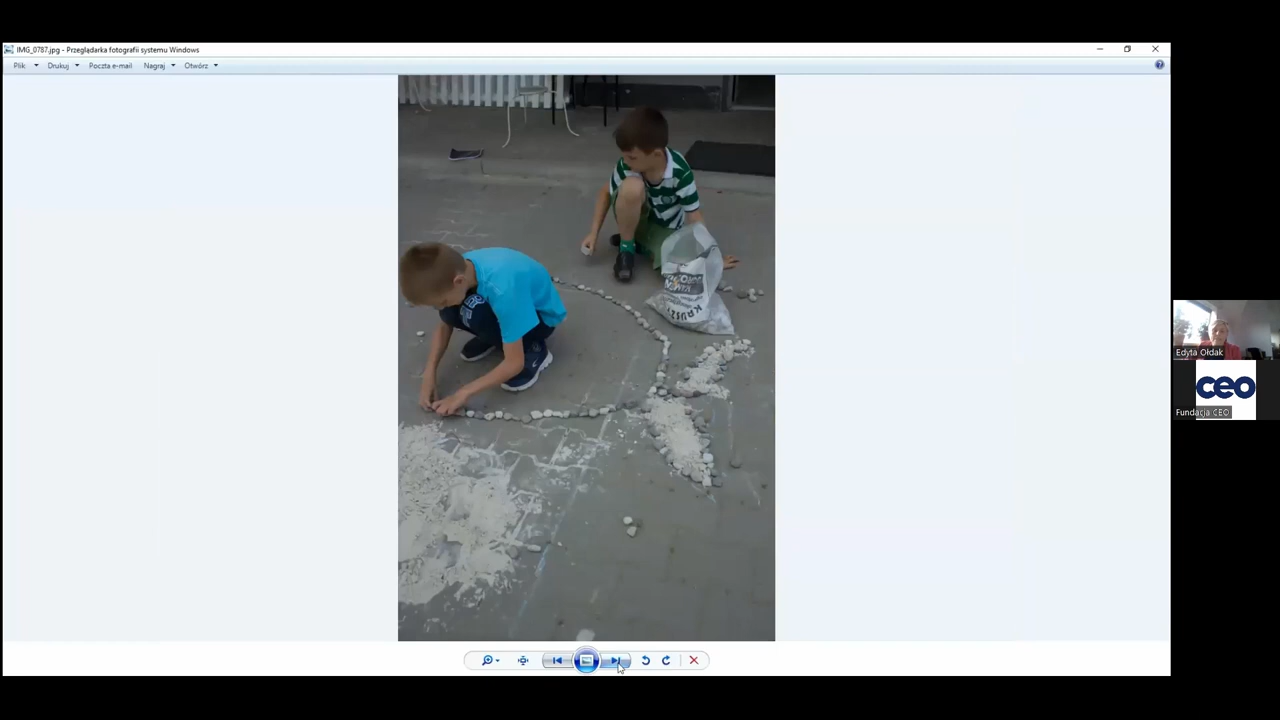 IMG_0787.jpg - Przeglądarka fotografii systemu Windows
Plik Drukuj Poczta e-mail Nagraj Otwórz
Edyta Ołdak
ceo
Fundacja CEO